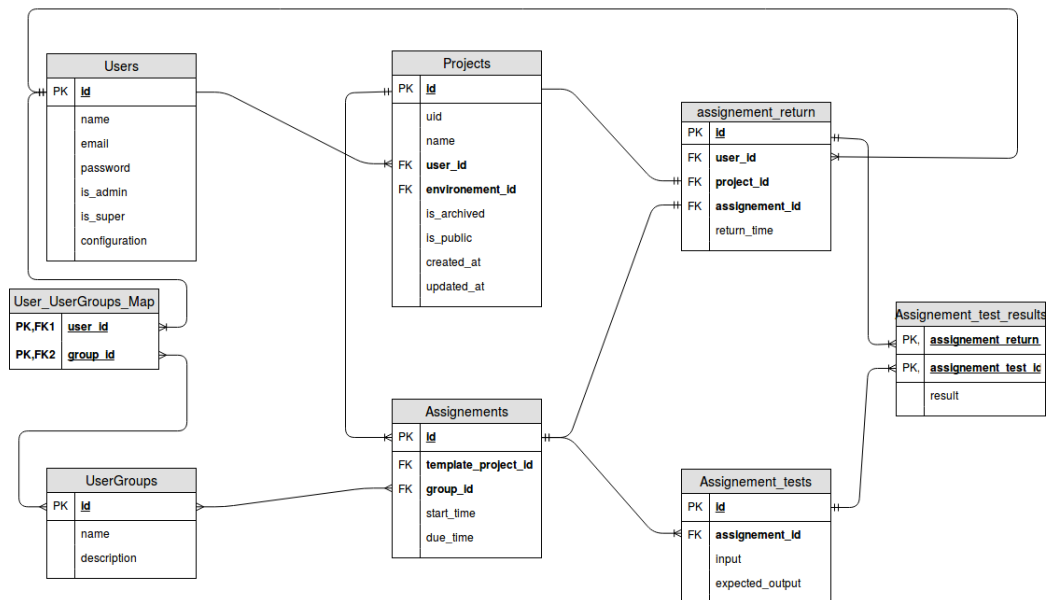 Users
PK id
name
email
password
is_admin
is_super
configuration
Projects
PK id
uid
name
FK user_id
FK environement_id
is_archived
is_public
created_at
updated_at
assignement_return
PK id
FK user_id
FK project_id
FK assignement_id
return_time
User_UserGroups_Map
PK,FK1 user_id
PK,FK2 group_id
Assignement_test_results
PK, assignement_return
PK, assignement_test_id
result
Assignements
PK id
FK template_project_id
FK group_id
start_time
due_time
UserGroups
PK id
name
description
Assignement_tests
PK id
FK assignement_id
input
expected_output